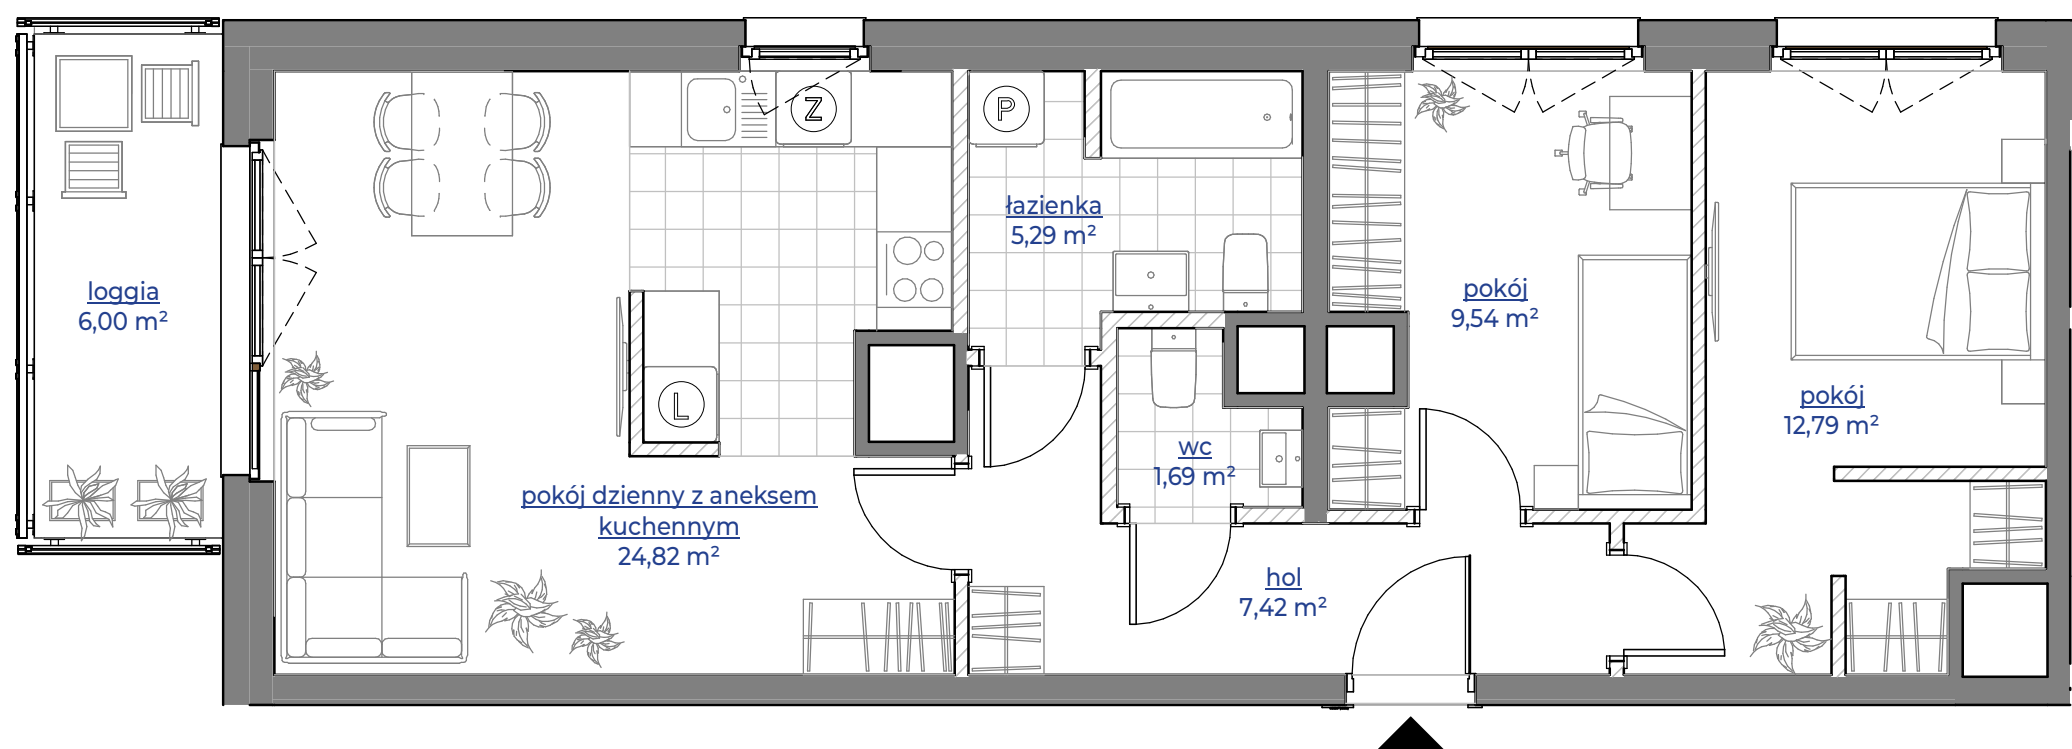 Z
P
łazienka
5,29 m²
loggia
6,00 m²
pokój
9,54 m²
L
pokój
12,79 m²
wc
1,69 m²
pokój dzienny z aneksem
kuchennym
24,82 m²
hol
7,42 m²